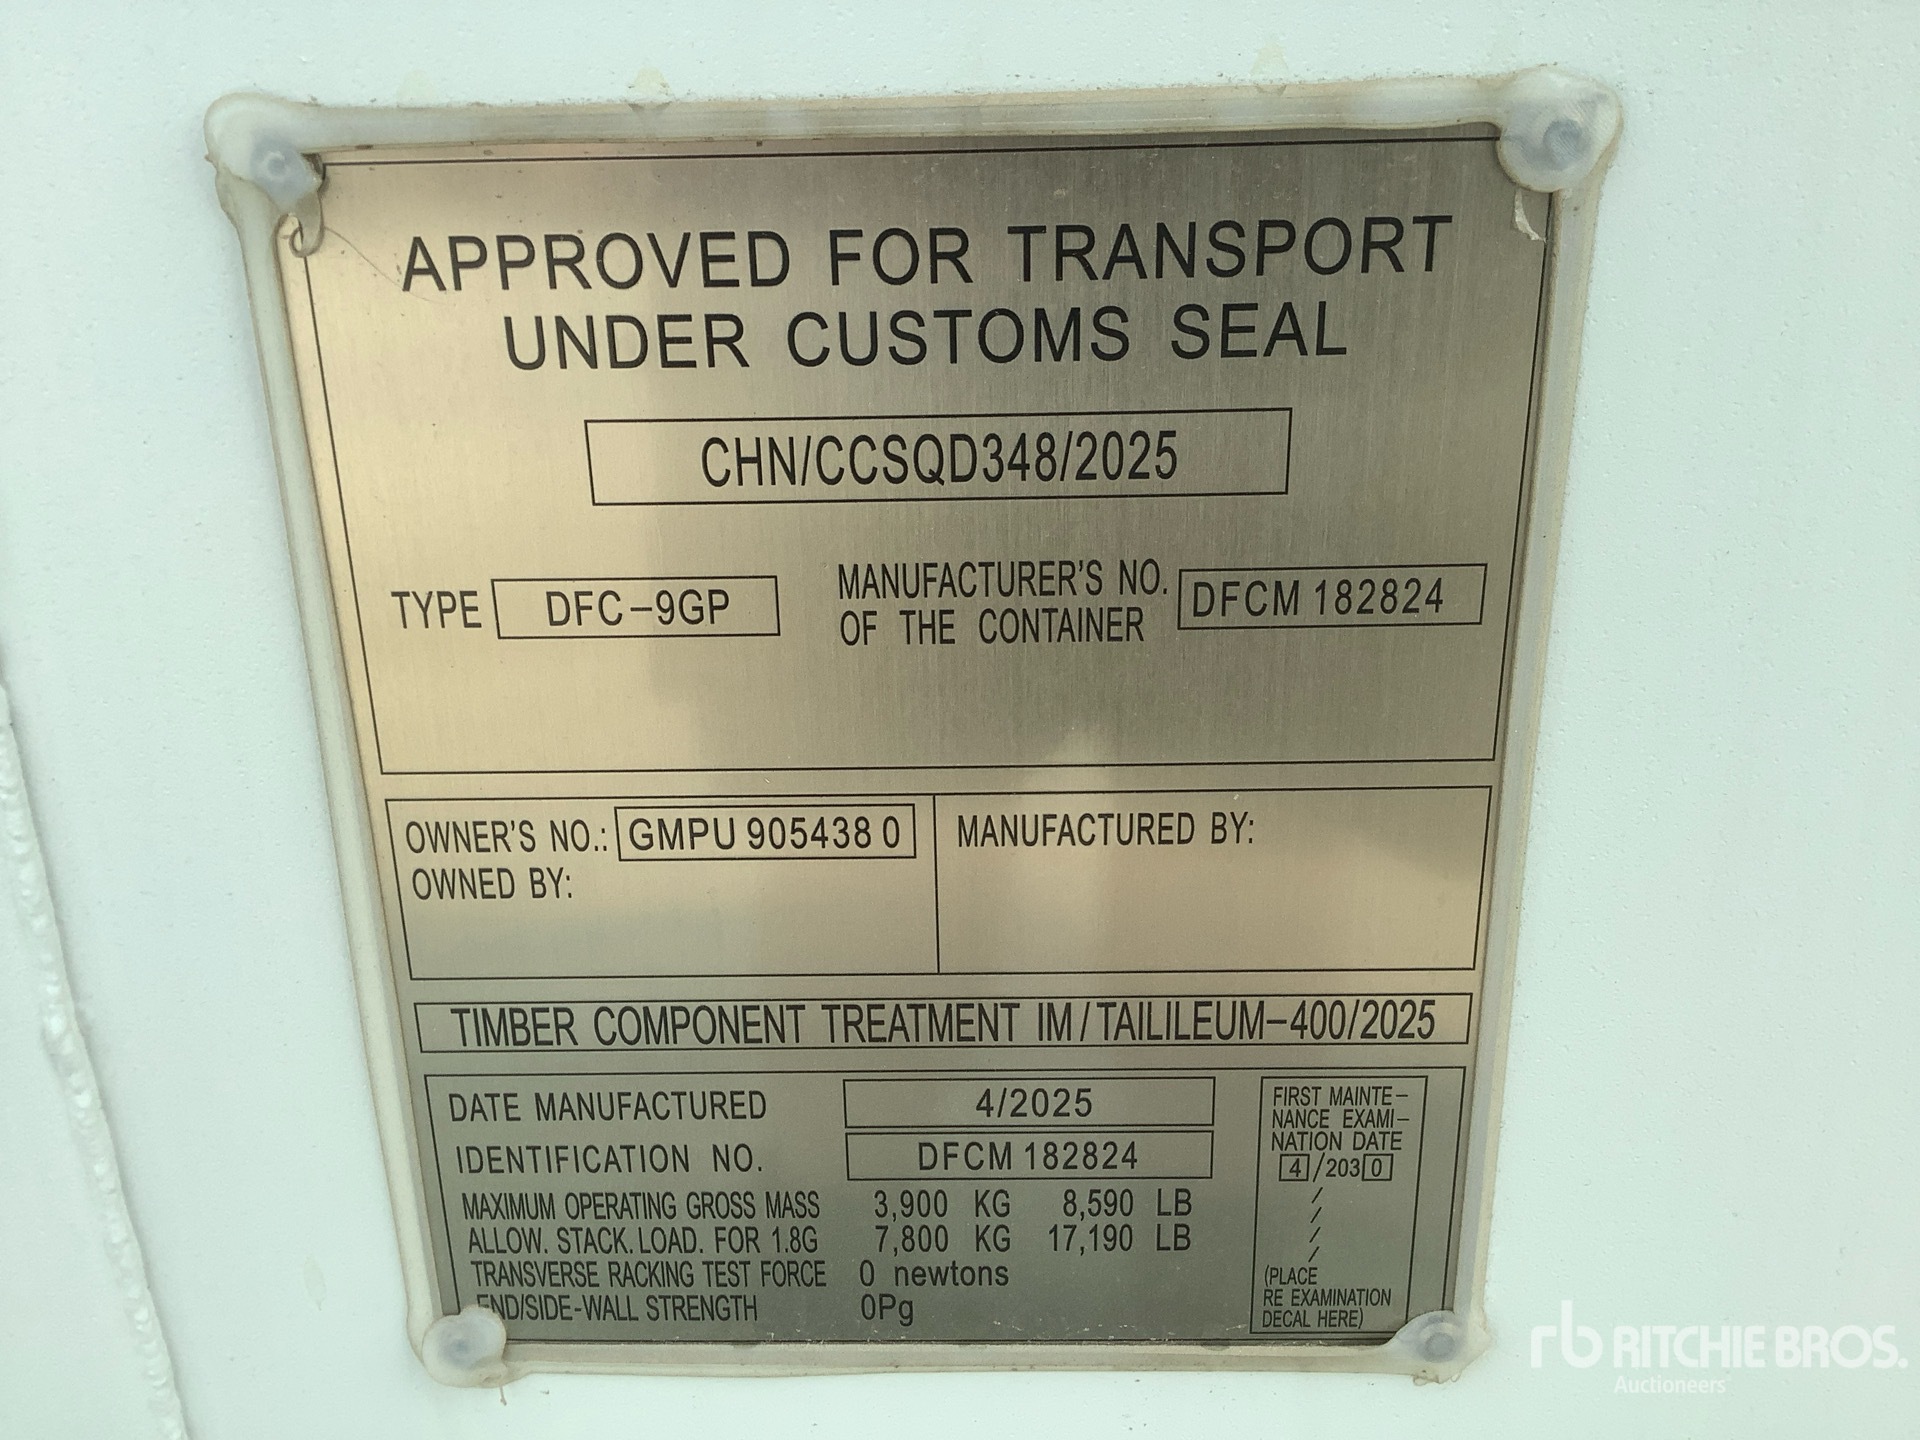 APPROVED FOR TRANSPORT
UNDER CUSTOMS SEAL
CHN/CCSQD348/2025
TYPE DFC-9GP
MANUFACTURER'S NO.
OF THE CONTAINER
DFCM 182824
OWNER'S NO.: GMPU 905438 0
OWNED BY:
MANUFACTURED BY:
TIMBER COMPONENT TREATMENT IM/TAILILEUM-400/2025
DATE MANUFACTURED 4/2025
IDENTIFICATION NO. DFCM 182824
MAXIMUM OPERATING GROSS MASS 3,900 KG 8,590 LB
ALLOW. STACK. LOAD. FOR 1.8G 7,800 KG 17,190 LB
TRANSVERSE RACKING TEST FORCE 0 newtons
END/SIDE-WALL STRENGTH 0Pg
FIRST MAINTE-
NANCE EXAMI-
NATION DATE
4/2030
/
/
/
/
(PLACE
RE EXAMINATION
DECAL HERE)
rb RITCHIE BROS.
Auctioneers